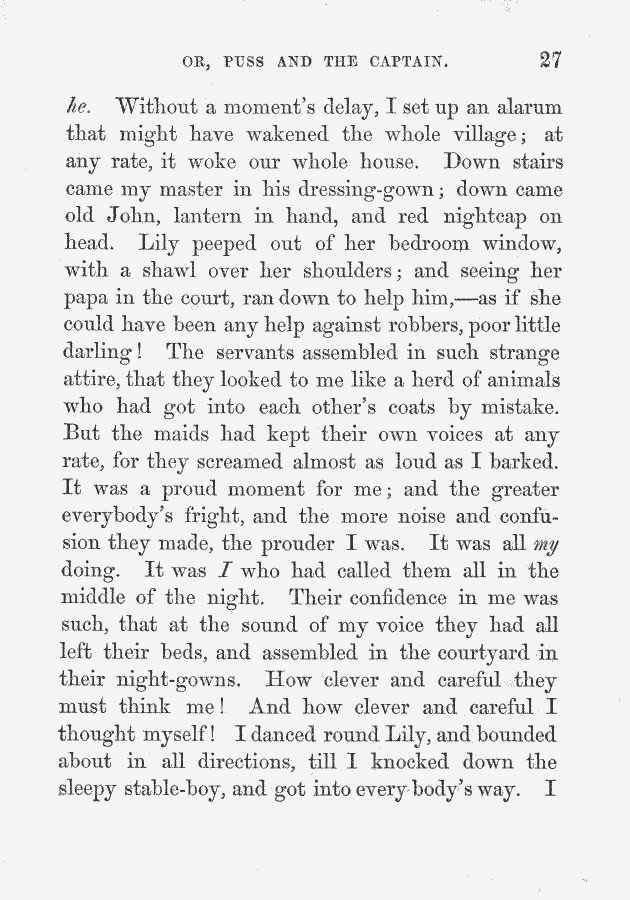 OR, PUSS AND THE CAPTAIN. 27
he. Without a moment's delay, I set up an alarum
that might have wakened the whole village; at
any rate, it woke our whole house. Down stairs
came my master in his dressing-gown; down came
old John, lantern in hand, and red nightcap on
head. Lily peeped out of her bedroom window,
with a shawl over her shoulders; and seeing her
papa in the court, ran down to help him,—as if she
could have been any help against robbers, poor little
darling! The servants assembled in such strange
attire, that they looked to me like a herd of animals
who had got into each other's coats by mistake.
But the maids had kept their own voices at any
rate, for they screamed almost as loud as I barked.
It was a proud moment for me; and the greater
everybody's fright, and the more noise and confu-
sion they made, the prouder I was. It was all my
doing. It was I who had called them all in the
middle of the night. Their confidence in me was
such, that at the sound of my voice they had all
left their beds, and assembled in the courtyard in
their night-gowns. How clever and careful they
must think me! And how clever and careful I
thought myself! I danced round Lily, and bounded
about in all directions, till I knocked down the
sleepy stable-boy, and got into every body's way. I